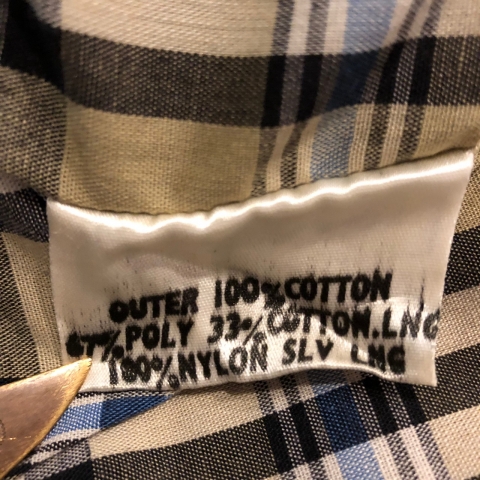 OUTER 100% COTTON
67% POLY 33% COTTON.LNG
100% NYLON SLV LNG